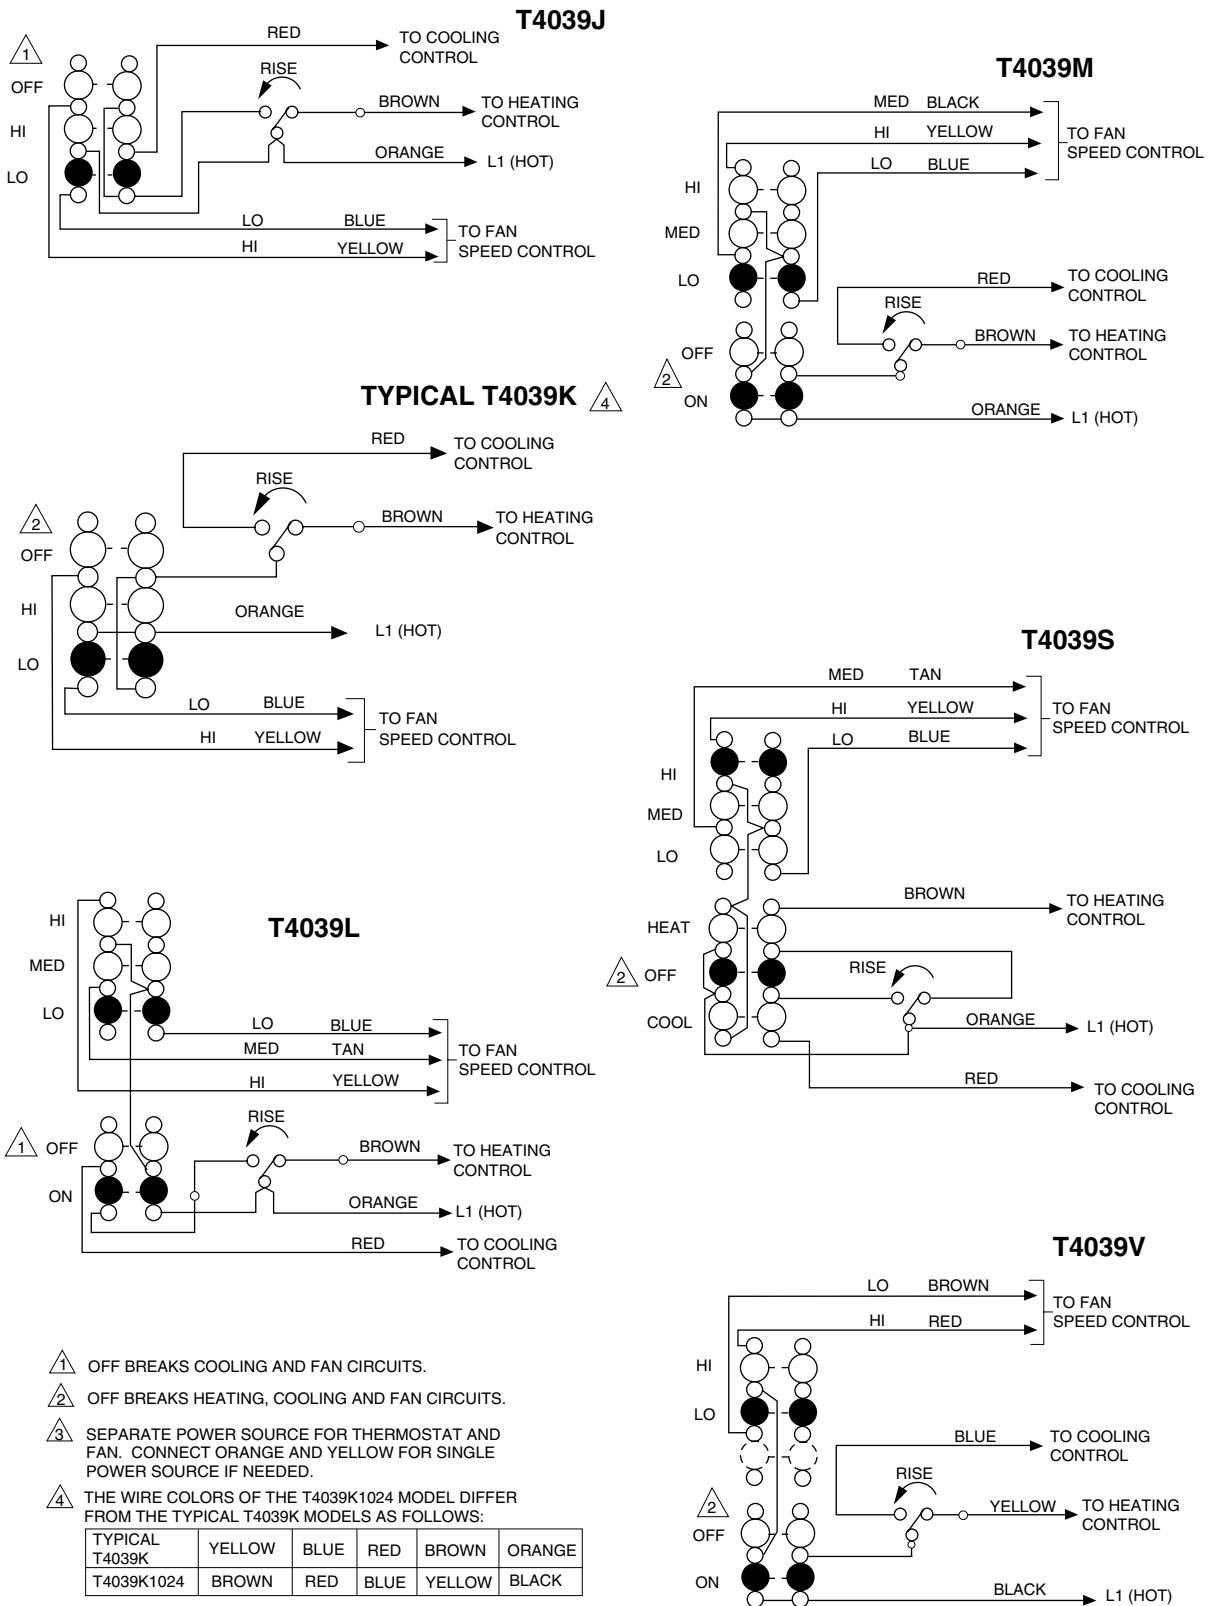 T4039J
RED
TO COOLING
CONTROL
1
OFF
HI
LO
RISE
BROWN
TO HEATING
CONTROL
ORANGE
L1 (HOT)
LO BLUE
HI YELLOW
TO FAN
SPEED CONTROL
TYPICAL T4039K 4
RED
TO COOLING
CONTROL
RISE
BROWN
TO HEATING
CONTROL
2
OFF
HI
LO
ORANGE
L1 (HOT)
LO BLUE
HI YELLOW
TO FAN
SPEED CONTROL
T4039L
HI
MED
LO
LO BLUE
MED TAN
HI YELLOW
TO FAN
SPEED CONTROL
1 OFF
ON
RISE
BROWN
TO HEATING
CONTROL
ORANGE
L1 (HOT)
RED
TO COOLING
CONTROL
1 OFF BREAKS COOLING AND FAN CIRCUITS.
2 OFF BREAKS HEATING, COOLING AND FAN CIRCUITS.
3 SEPARATE POWER SOURCE FOR THERMOSTAT AND
FAN. CONNECT ORANGE AND YELLOW FOR SINGLE
POWER SOURCE IF NEEDED.
4 THE WIRE COLORS OF THE T4039K1024 MODEL DIFFER
FROM THE TYPICAL T4039K MODELS AS FOLLOWS:
TYPICAL
T4039K YELLOW BLUE RED BROWN ORANGE
T4039K1024 BROWN RED BLUE YELLOW BLACK
T4039M
MED BLACK
HI YELLOW
LO BLUE
TO FAN
SPEED CONTROL
HI
MED
LO
RED
TO COOLING
CONTROL
RISE
BROWN
TO HEATING
CONTROL
OFF
2
ON
ORANGE
L1 (HOT)
T4039S
MED TAN
HI YELLOW
LO BLUE
TO FAN
SPEED CONTROL
HI
MED
LO
BROWN
TO HEATING
CONTROL
HEAT
2 OFF
COOL
RISE
ORANGE
L1 (HOT)
RED
TO COOLING
CONTROL
T4039V
LO BROWN
HI RED
TO FAN
SPEED CONTROL
HI
LO
BLUE
TO COOLING
CONTROL
RISE
YELLOW
TO HEATING
CONTROL
2
OFF
ON
BLACK
L1 (HOT)